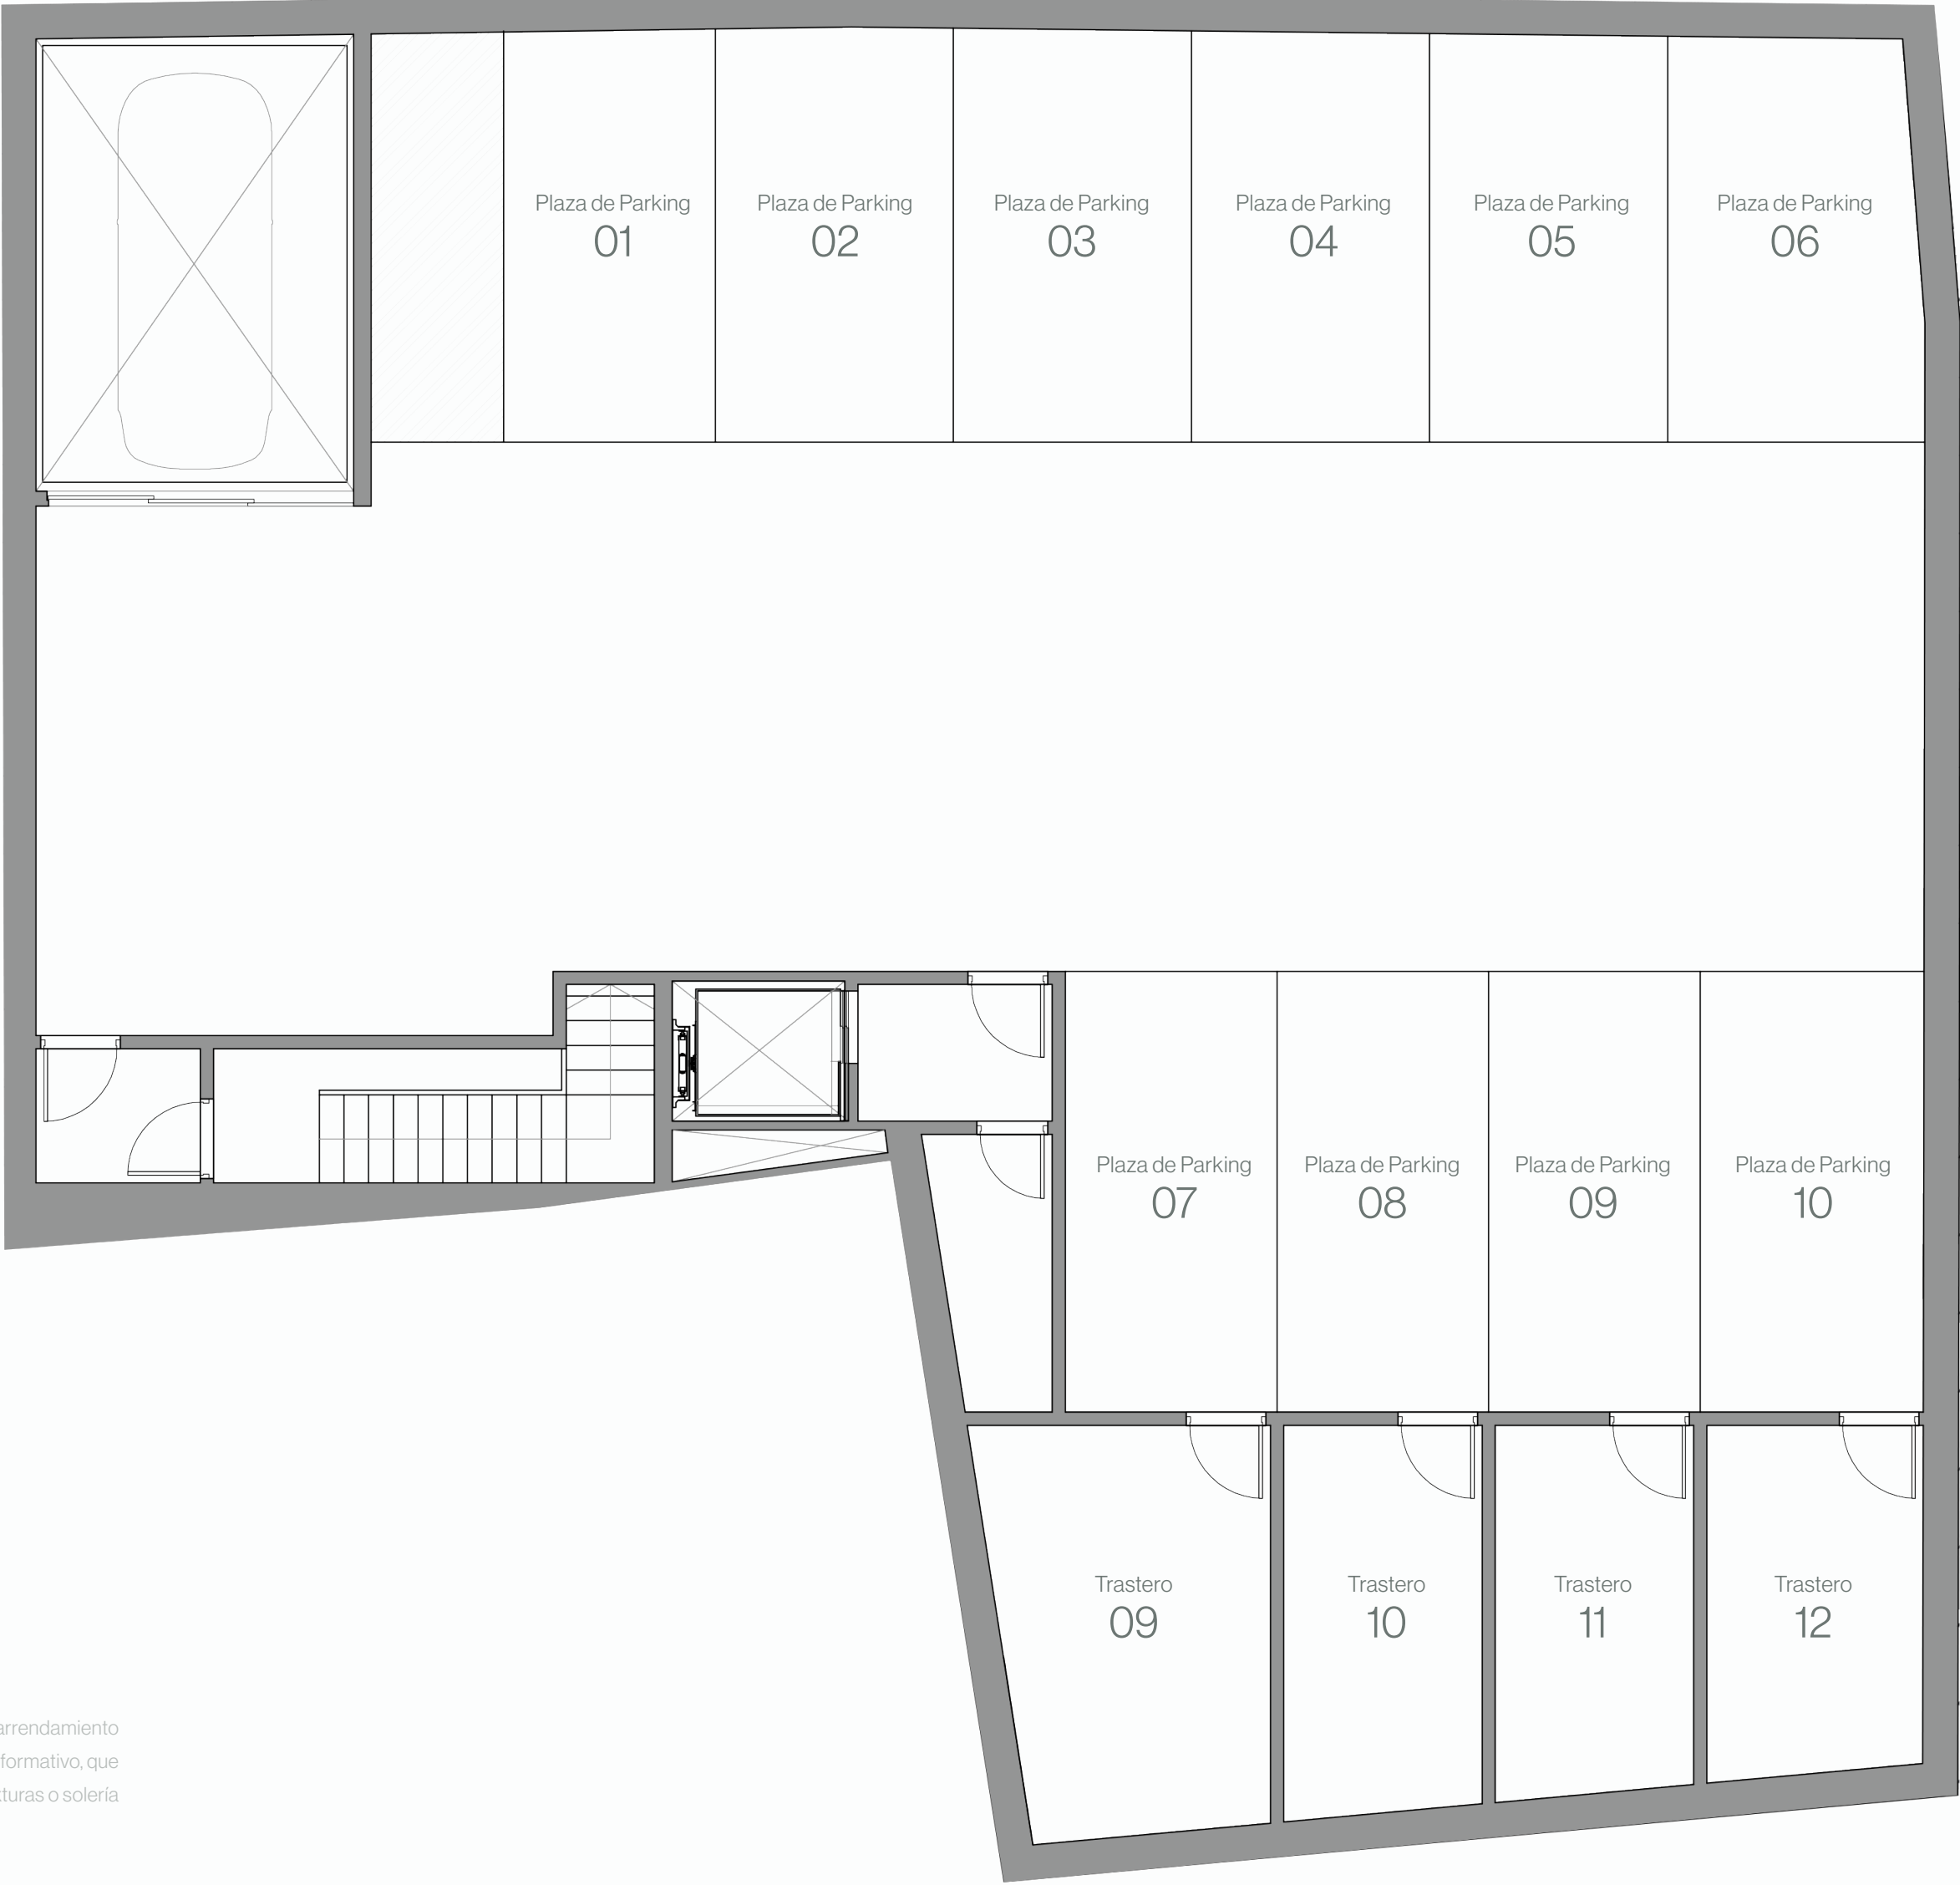 Plaza de Parking
01
Plaza de Parking
02
Plaza de Parking
03
Plaza de Parking
04
Plaza de Parking
05
Plaza de Parking
06
Plaza de Parking
07
Plaza de Parking
08
Plaza de Parking
09
Plaza de Parking
10
Trastero
09
Trastero
10
Trastero
11
Trastero
12
arrendamiento
formativo, que
turas o solería